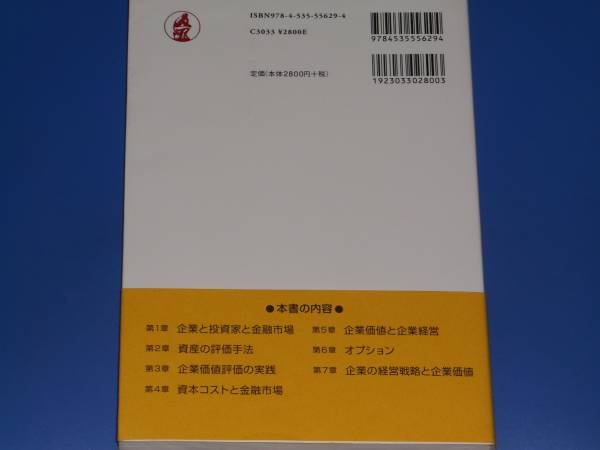 ISBN978-4-535-55629-4
C3033 ¥2800E
定価(本体2800円+税)
9784535556294
1923033028003
●本書の内容●
第1章 企業と投資家と金融市場
第2章 資産の評価手法
第3章 企業価値評価の実践
第4章 資本コストと金融市場
第5章 企業価値と企業経営
第6章 オプション
第7章 企業の経営戦略と企業価値